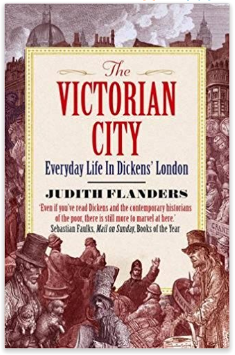 The
VICTORIAN
CITY
Everyday Life In Dickens' London
JUDITH FLANDERS
'Even if you've read Dickens and the contemporary historians
of the poor, there is still more to marvel at here.'
Sebastian Faulks, Mail on Sunday, Books of the Year